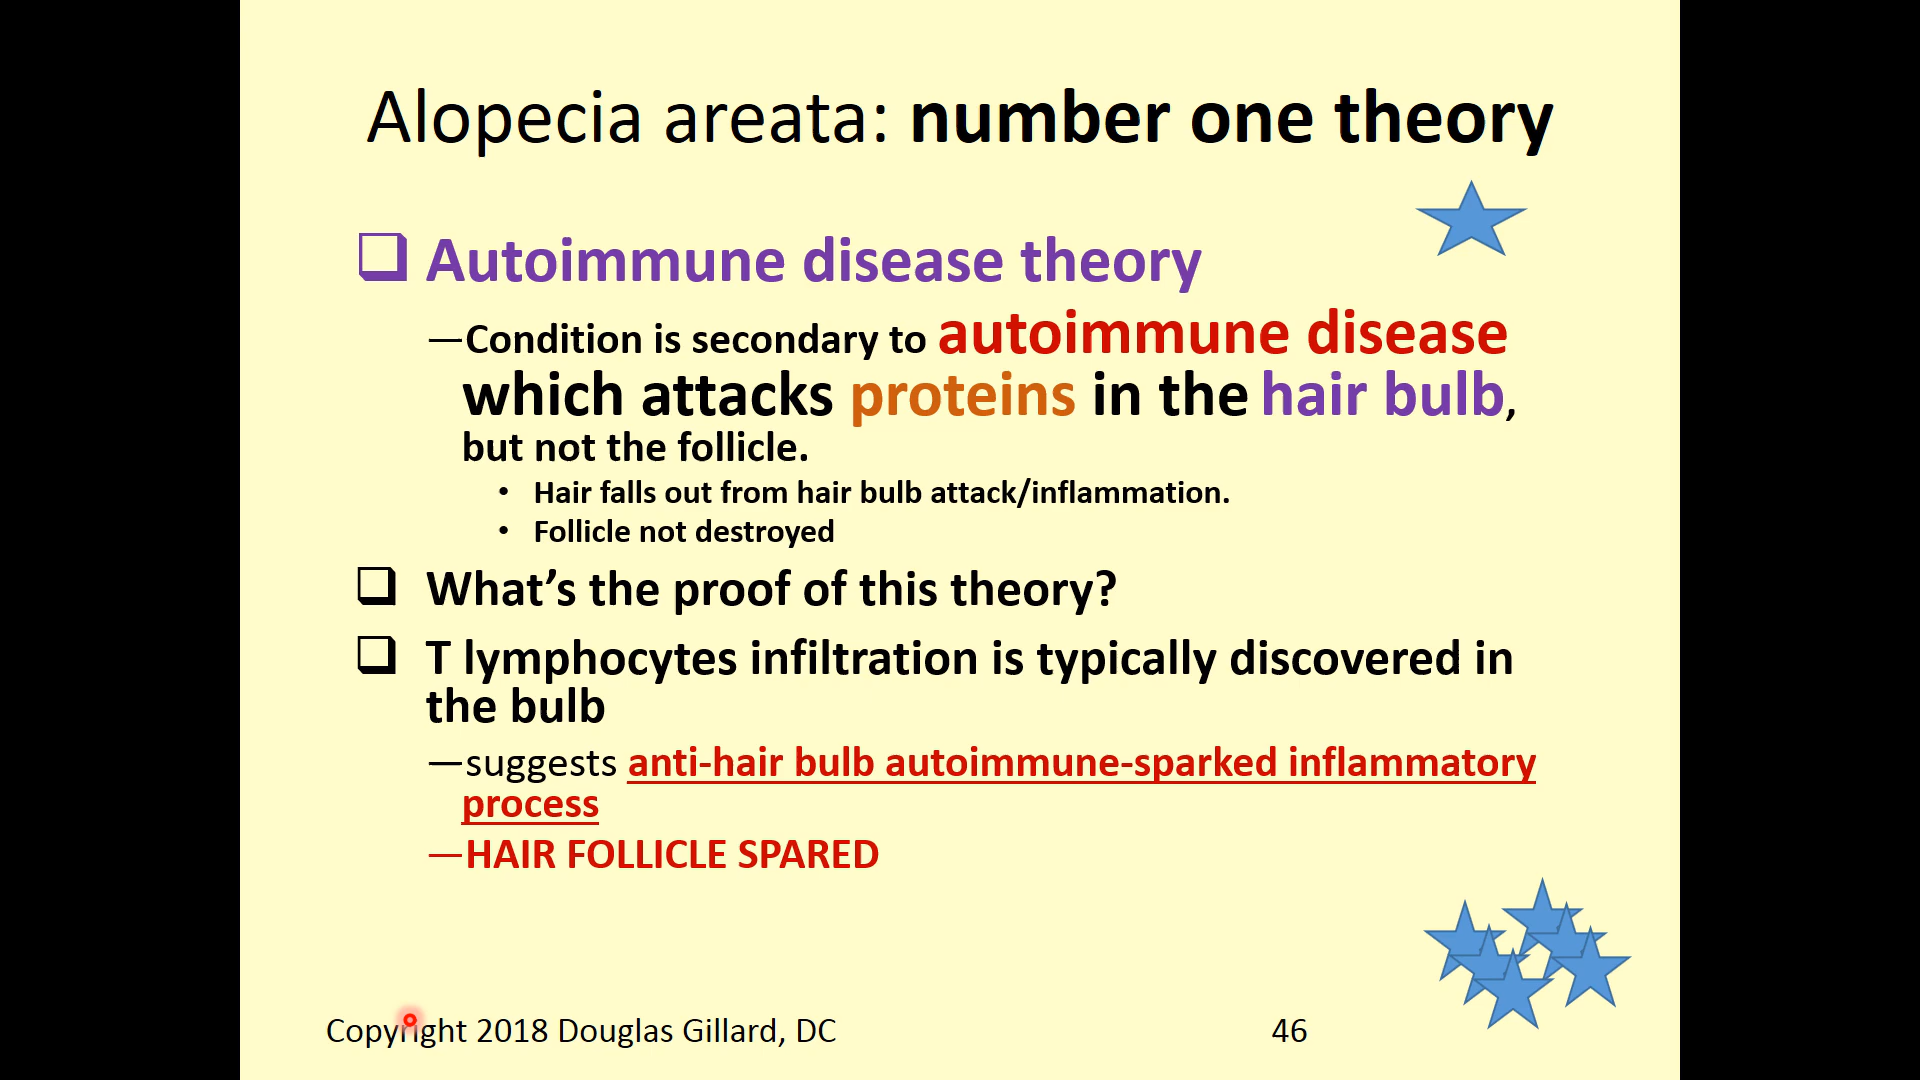 Alopecia areata: number one theory
Autoimmune disease theory
—Condition is secondary to autoimmune disease
which attacks proteins in the hair bulb,
but not the follicle.
• Hair falls out from hair bulb attack/inflammation.
• Follicle not destroyed
What’s the proof of this theory?
T lymphocytes infiltration is typically discovered in
the bulb
—suggests anti-hair bulb autoimmune-sparked inflammatory
process
—HAIR FOLLICLE SPARED
Copyright 2018 Douglas Gillard, DC
46